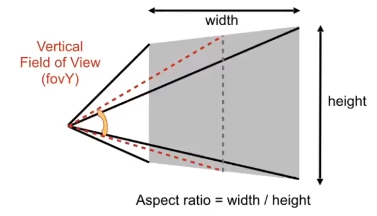 width
Vertical
Field of View
(fovY)
height
Aspect ratio = width / height